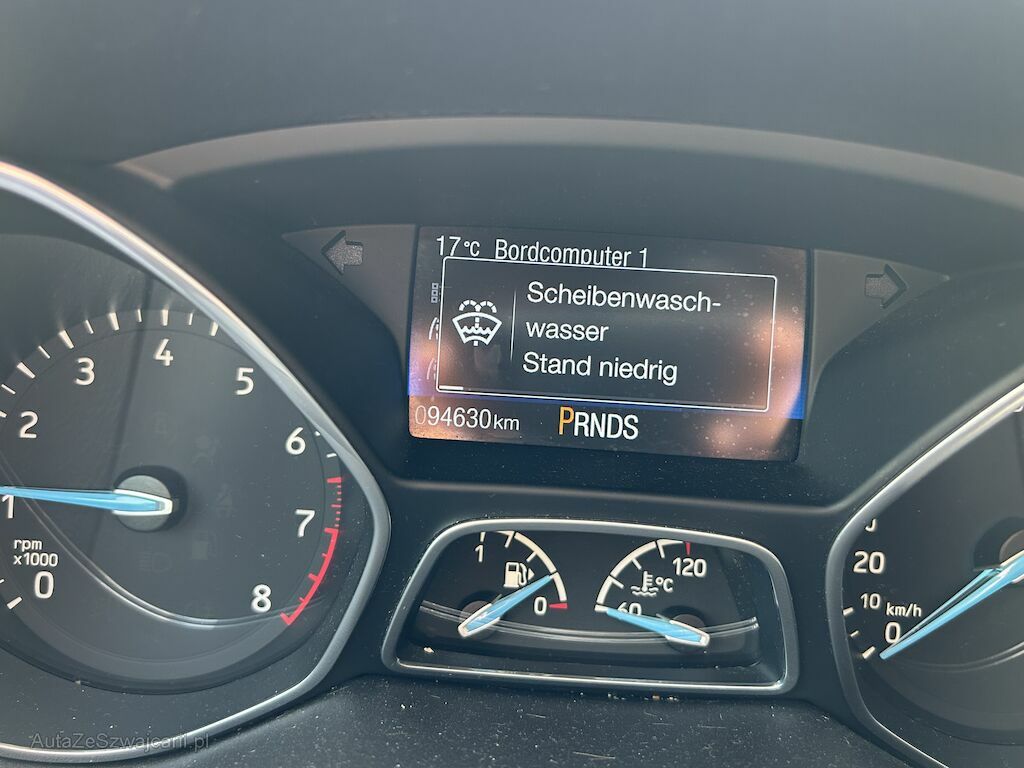 17°C Bordcomputer 1
Scheibenwasch-
wasser
Stand niedrig
094630km PRNDS
0
1
2
3
4
5
6
7
8
rpm
x1000
1
0
60
120
°C
20
10
0
km/h
AutaZeSzwajcarii.pl